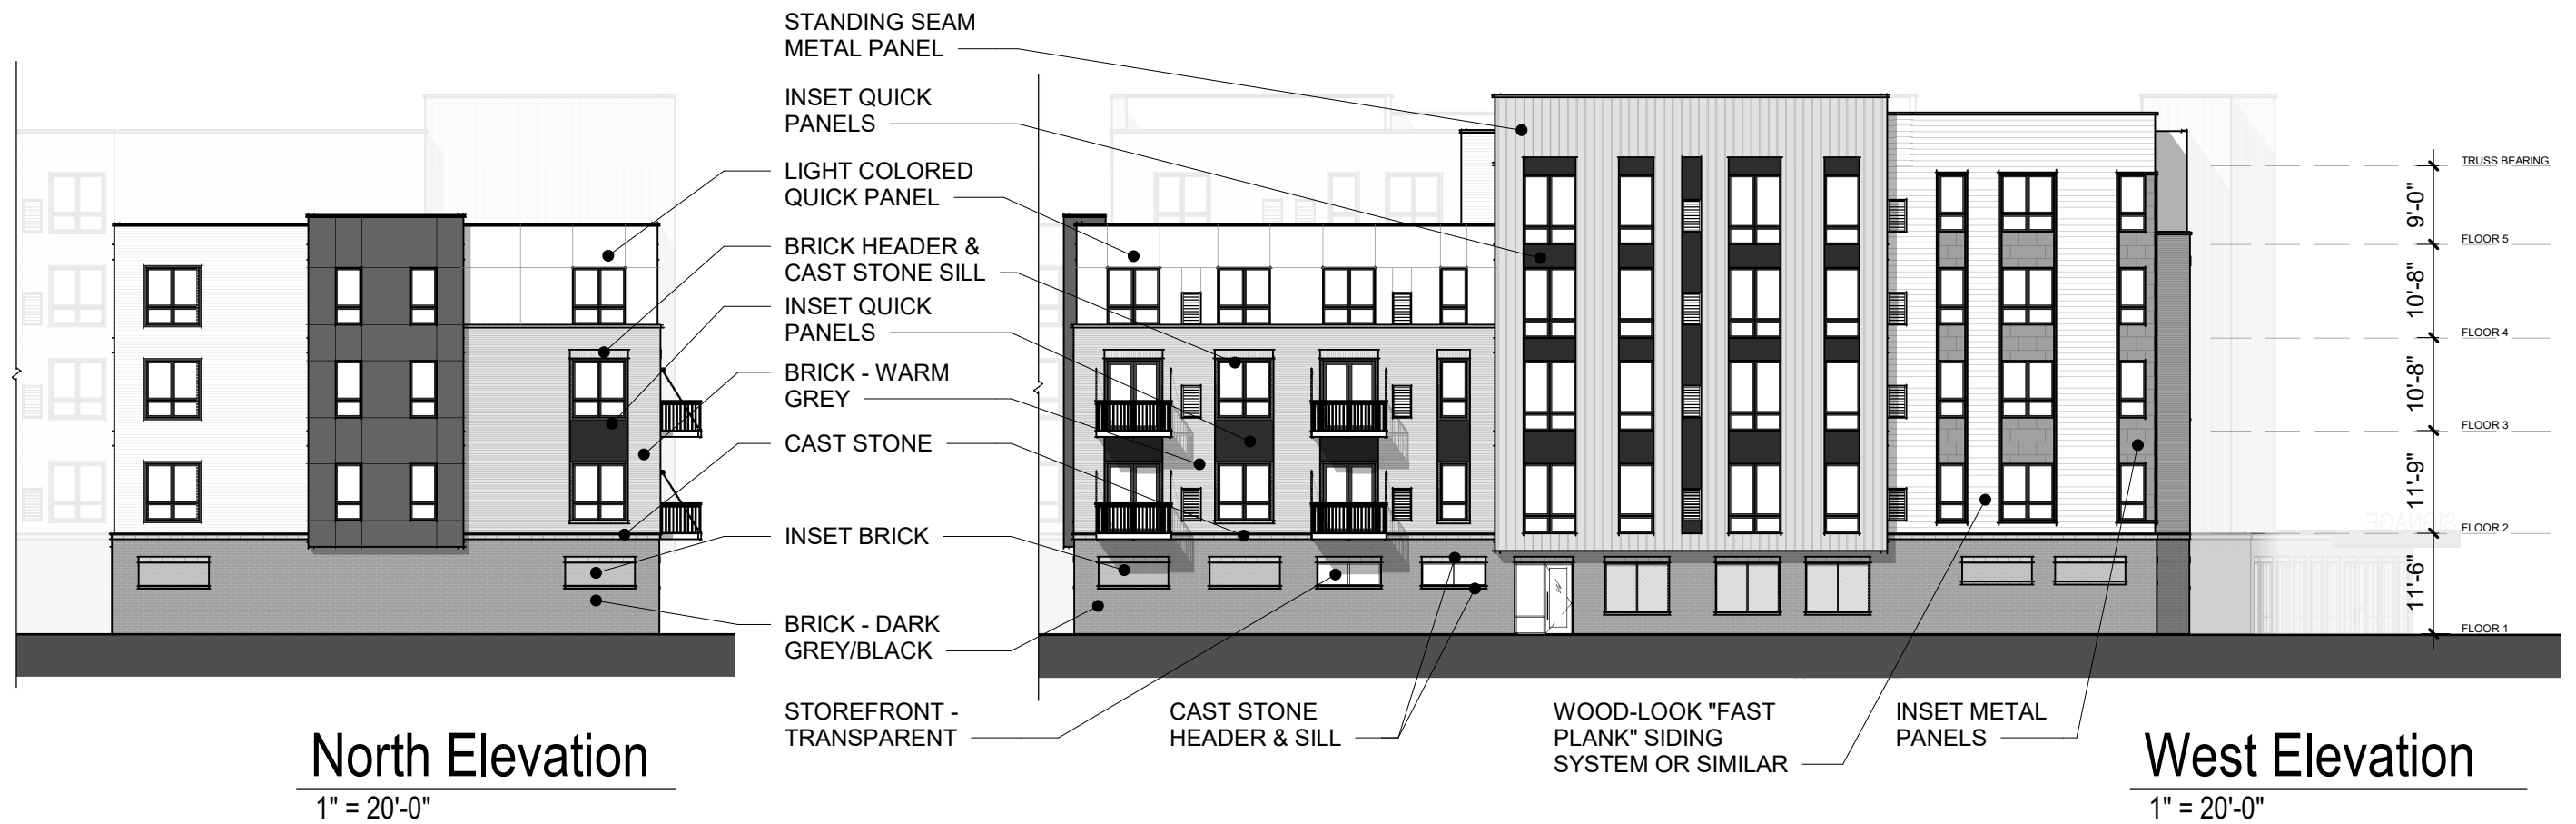 STANDING SEAM
METAL PANEL
INSET QUICK
PANELS
LIGHT COLORED
QUICK PANEL
BRICK HEADER &
CAST STONE SILL
INSET QUICK
PANELS
BRICK - WARM
GREY
CAST STONE
INSET BRICK
BRICK - DARK
GREY/BLACK
STOREFRONT -
TRANSPARENT
CAST STONE
HEADER & SILL
WOOD-LOOK "FAST
PLANK" SIDING
SYSTEM OR SIMILAR
INSET METAL
PANELS
TRUSS BEARING
9'-0"
FLOOR 5
10'-8"
FLOOR 4
10'-8"
FLOOR 3
11'-9"
FLOOR 2
11'-6"
FLOOR 1
SIGNAGE
North Elevation
1" = 20'-0"
West Elevation
1" = 20'-0"